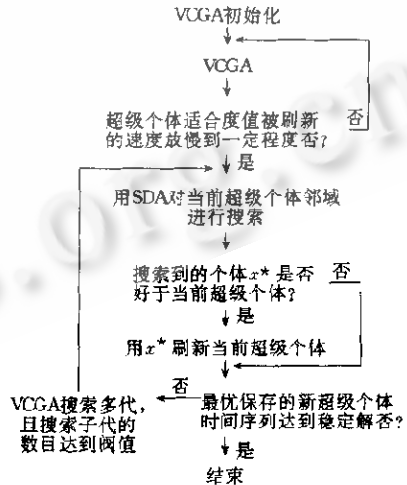 VCGA初始化
VCGA
超级个体适合度值被刷新
的速度放慢到一定程度否?
否
是
用SDA对当前超级个体邻域
进行搜索
搜索到的个体x*是否
好于当前超级个体?
否
是
用x*刷新当前超级个体
否
VCGA搜索多代，
且搜索子代的
数目达到阀值
最优保存的新超级个体
时间序列达到稳定解否?
是
结束